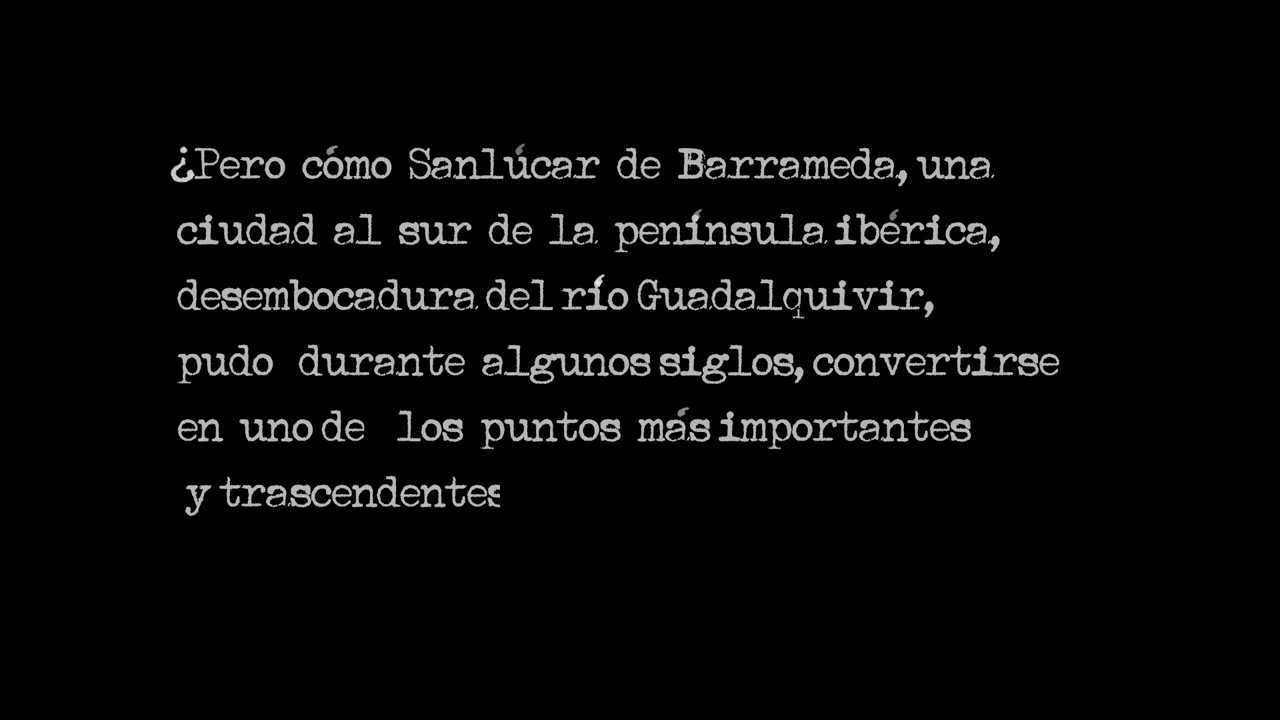 ¿Pero cómo Sanlúcar de Barrameda, una
ciudad al sur de la península ibérica,
desembocadura del río Guadalquivir,
pudo durante algunos siglos, convertirse
en uno de los puntos más importantes
y trascendentes